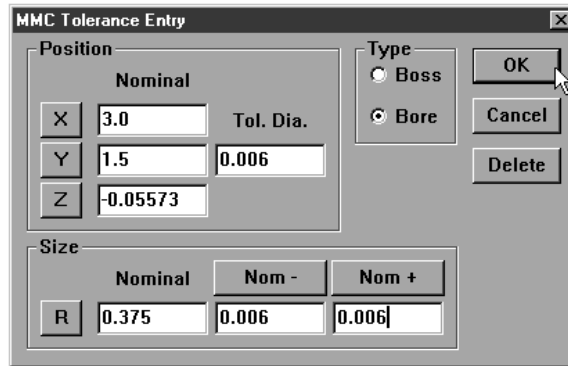 MMC Tolerance Entry
Position
Nominal
Tol. Dia.
X 3.0
Y 1.5 0.006
Z -0.05573
Type
Boss
Bore
OK
Cancel
Delete
Size
Nominal Nom - Nom +
R 0.375 0.006 0.006